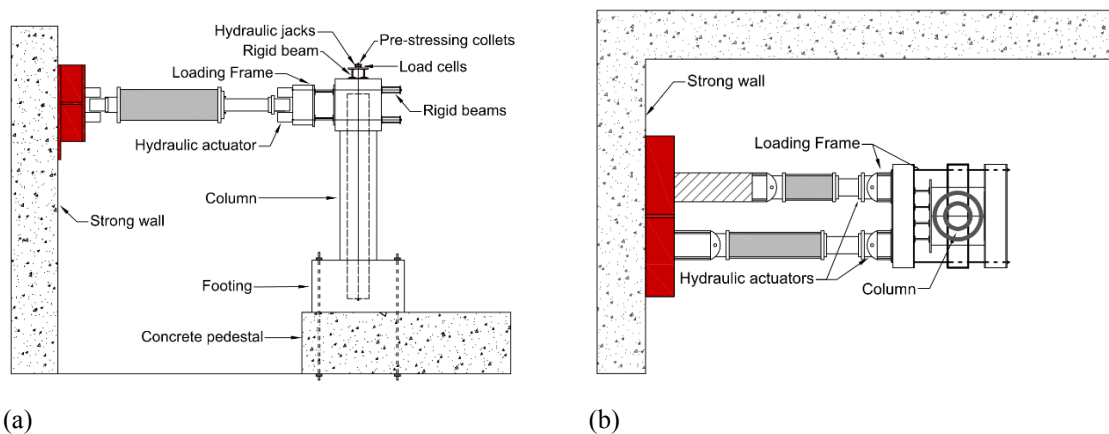 Hydraulic jacks
Rigid beam
Pre-stressing collets
Loading Frame
Load cells
Rigid beams
Hydraulic actuator
Column
Strong wall
Footing
Concrete pedestal
(a)
Strong wall
Loading Frame
Hydraulic actuators
Column
(b)